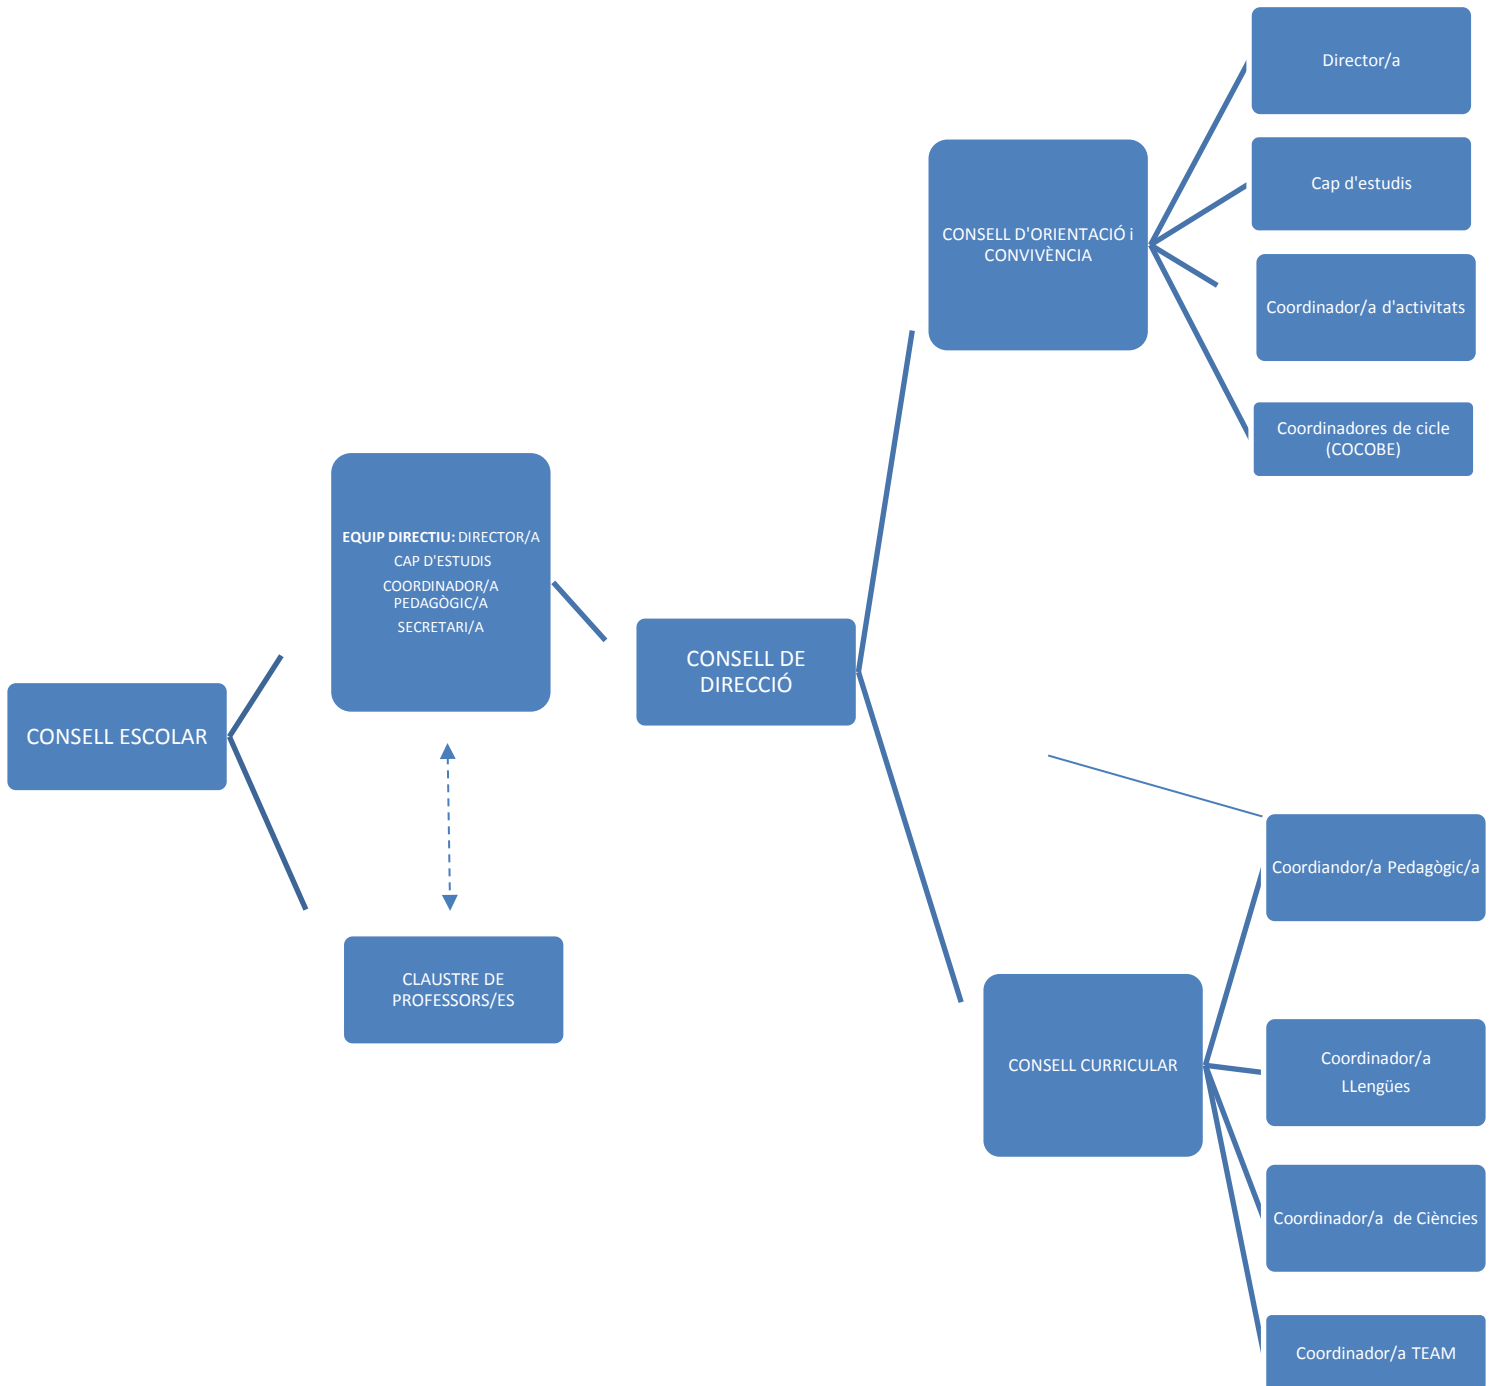 Director/a
Cap d'estudis
CONSELL D'ORIENTACIÓ i
CONVIVÈNCIA
Coordinador/a d'activitats
Coordinadores de cicle
(COCOBE)
EQUIP DIRECTIU: DIRECTOR/A
CAP D'ESTUDIS
COORDINADOR/A
PEDAGÒGIC/A
SECRETARI/A
CONSELL DE
DIRECCIÓ
CONSELL ESCOLAR
CLAUSTRE DE
PROFESSORS/ES
Coordiandor/a Pedagògic/a
CONSELL CURRICULAR
Coordinador/a
LLengües
Coordinador/a  de Ciències
Coordinador/a TEAM